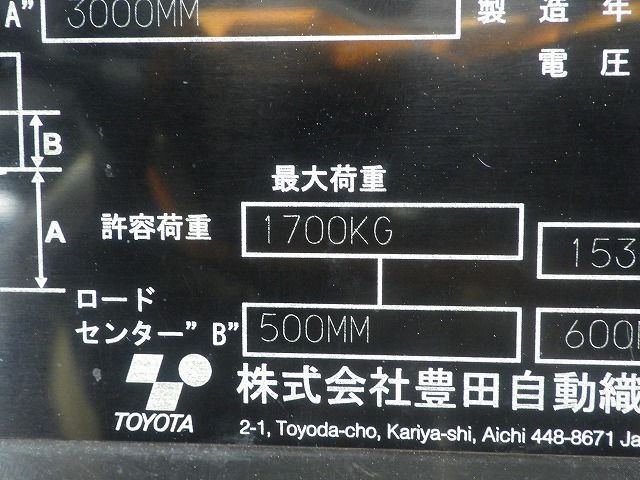 A" 3000MM 製造年
電圧
B
最大荷重
A 許容荷重 1700KG 153
ロード
センター"B" 500MM 600
TOYOTA 株式会社豊田自動織
2-1, Toyoda-cho, Kariya-shi, Aichi 448-8671 Ja